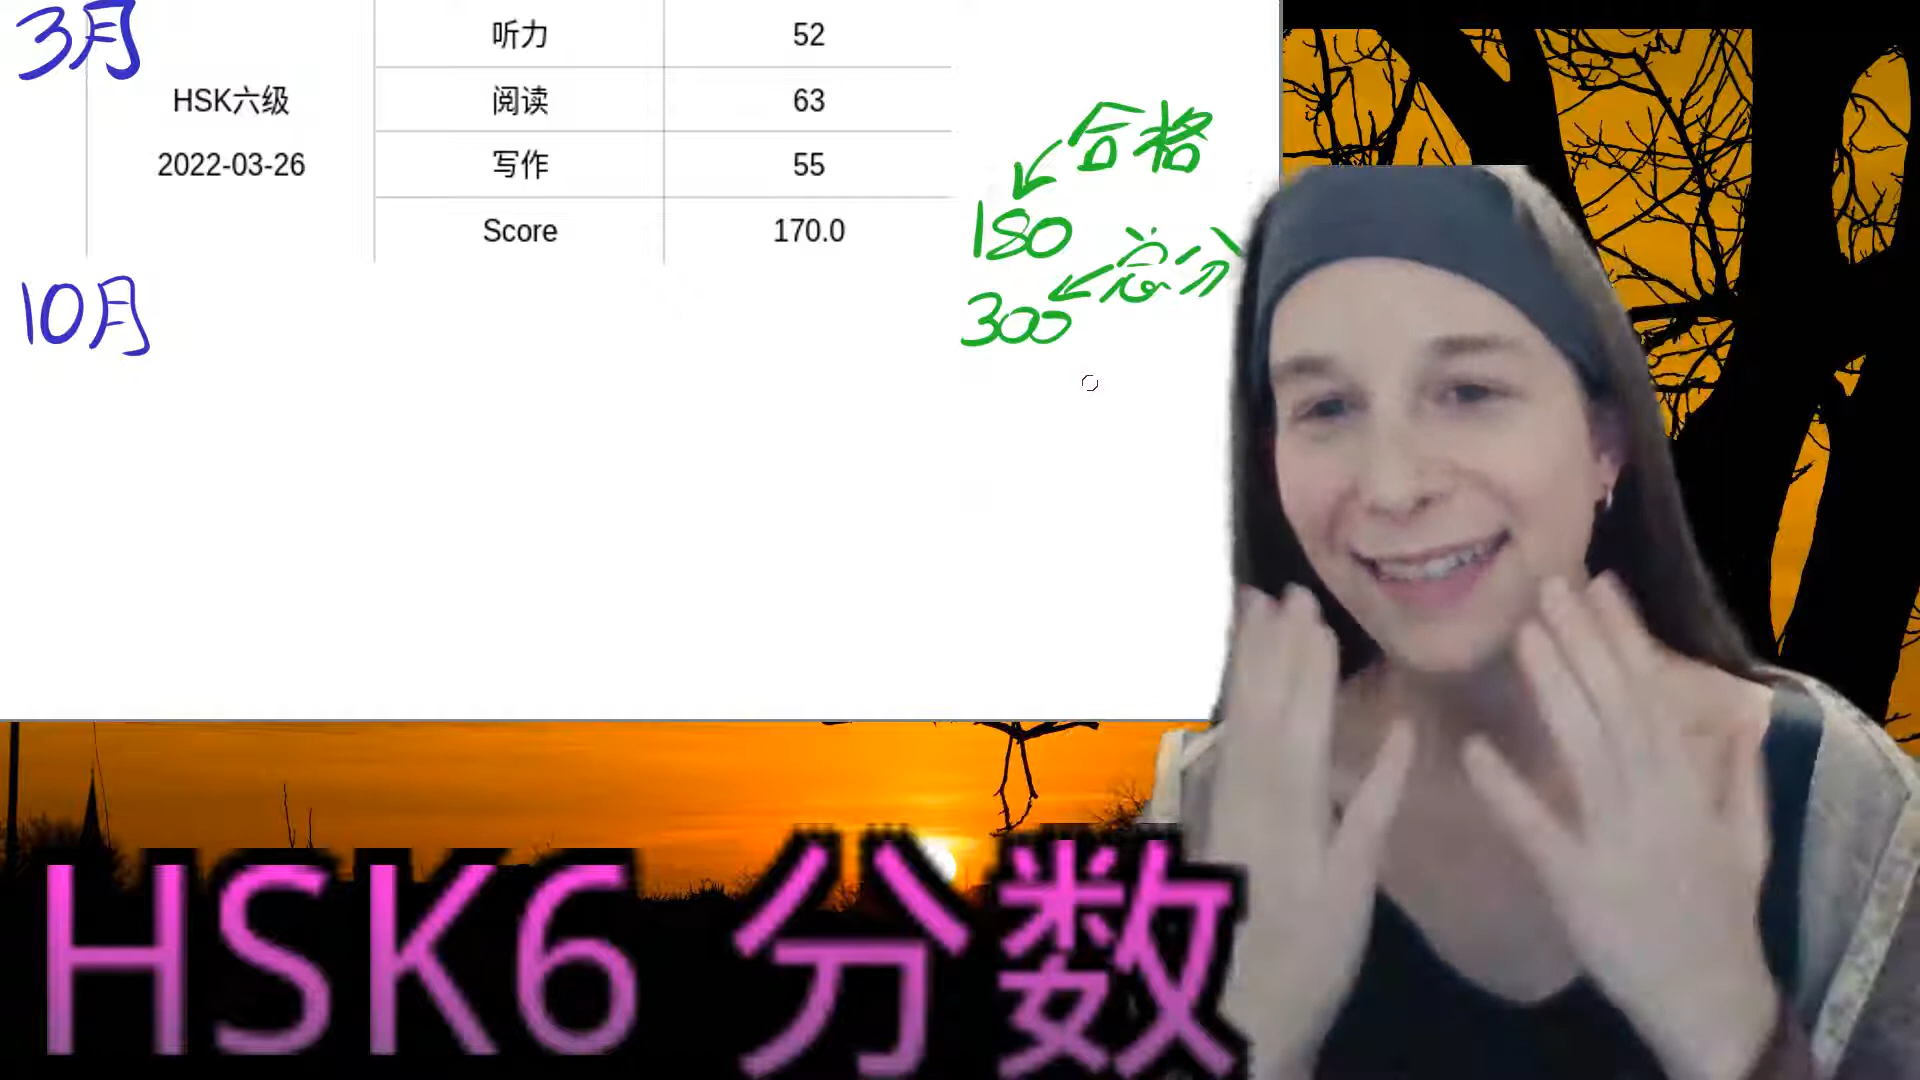 3月
听力 52
HSK六级
阅读 63
2022-03-26
写作 55
Score 170.0
合格
180
总分
300
10月
HSK6 分数